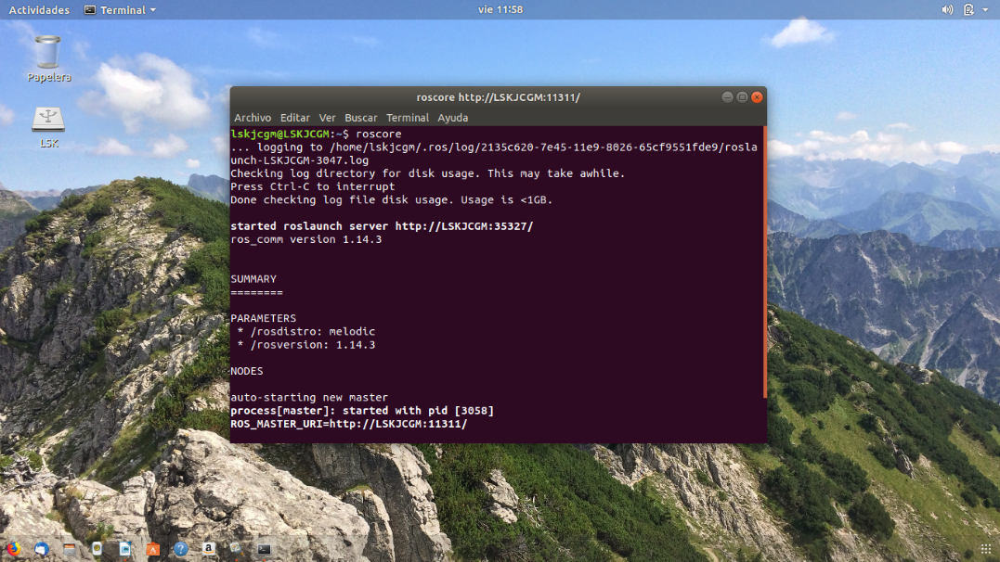 Actividades
Terminal
vie 11:58
Papelera
LSK
roscore http://LSKJCGM:11311/
Archivo Editar Ver Buscar Terminal Ayuda
lskjcgm@LSKJCGM:~$ roscore
... logging to /home/lskjcgm/.ros/log/2135c620-7e45-11e9-8026-65cf9551fde9/rosla
unch-LSKJCGM-3047.log
Checking log directory for disk usage. This may take awhile.
Press Ctrl-C to interrupt
Done checking log file disk usage. Usage is <1GB.
started roslaunch server http://LSKJCGM:35327/
ros_comm version 1.14.3
SUMMARY
========
PARAMETERS
* /rosdistro: melodic
* /rosversion: 1.14.3
NODES
auto-starting new master
process[master]: started with pid [3058]
ROS_MASTER_URI=http://LSKJCGM:11311/